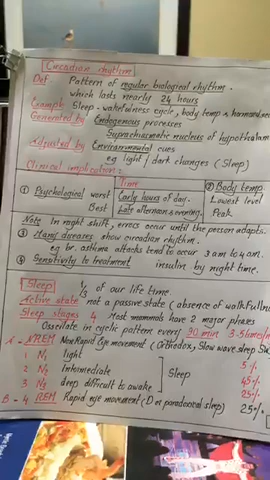 Circadian rhythm
Def Pattern of regular biological rhythm.
which lasts nearly 24 hours
Example Sleep-wakefulness cycle, body temp &
Generated by Endogenous processes
Suprachiasmatic nucleus of hypothalam
Adjusted by Environmental cues
eg light / dark changes (Sleep)
Clinical implication:
Time
① Psychological worst Early hours of day. ② Body temp
Best Late afternoon & evening. Lowest level
Peak.
Note In night shift, errors occur until the person adapts.
③ Many diseases show circadian rhythm.
eg br. asthma attacks tend to occur 3 am to 4 am.
④ Sensitivity to treatment insulin by night time.
Sleep 1/3 of our life time
Active state not a passive state (absence of wakefuln
Sleep stages 4 Most mammals have 2 major phases
Oscillate in cyclic pattern every 90 min 3-5 times/n
A - NREM Non Rapid Eye movement (Orthodox, Slow wave sleep S
1 N₁ light 5%
2 N₂ Intermediate Sleep 45%
3 N₃ deep difficult to awake 25%
B - 4 REM Rapid eye movement (D or paradoxical sleep) 25%